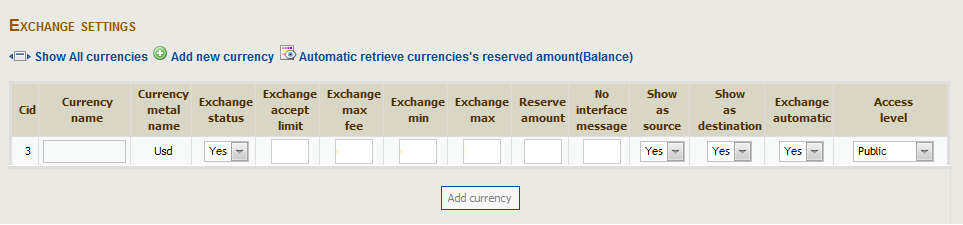 EXCHANGE SETTINGS
Show All currencies Add new currency Automatic retrieve currencies's reserved amount(Balance)
Cid Currency name Currency metal name Exchange status Exchange accept limit Exchange max fee Exchange min Exchange max Reserve amount No interface message Show as source Show as destination Exchange automatic Access level
3 Usd Yes Yes Yes Yes Public
Add currency